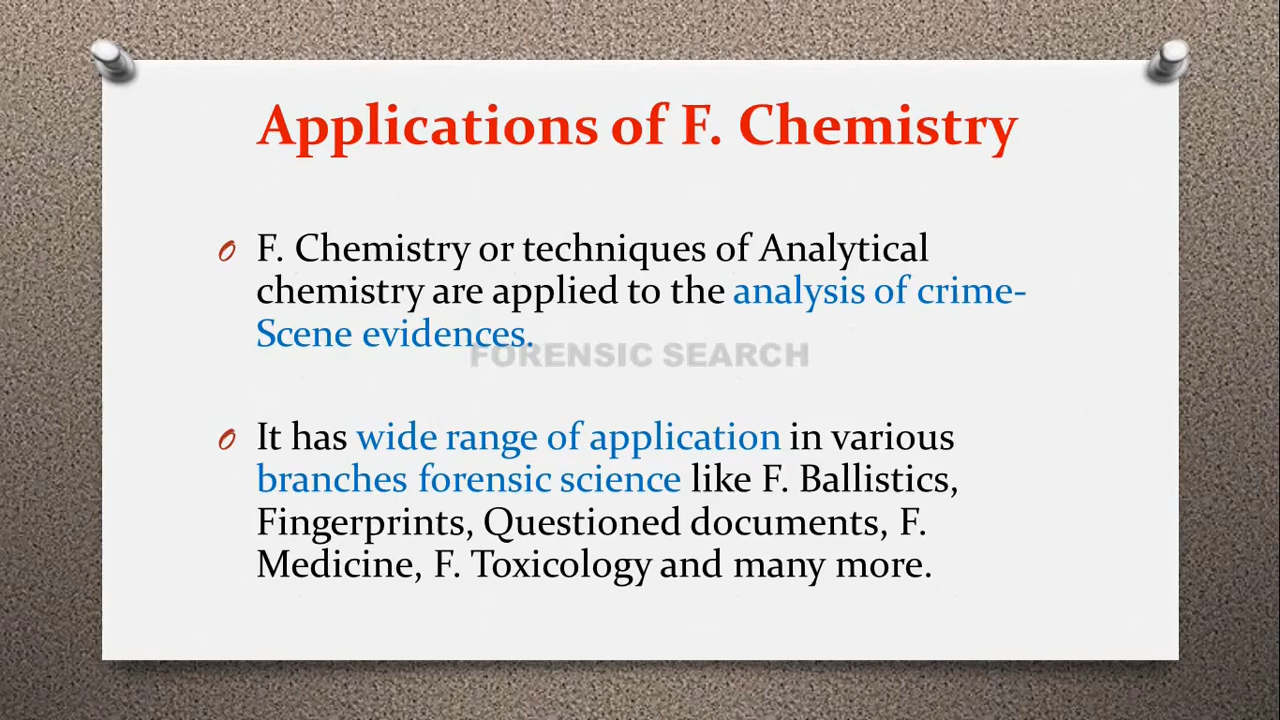 Applications of F. Chemistry
F. Chemistry or techniques of Analytical
chemistry are applied to the analysis of crime-
Scene evidences.
FORENSIC SEARCH
It has wide range of application in various
branches forensic science like F. Ballistics,
Fingerprints, Questioned documents, F.
Medicine, F. Toxicology and many more.